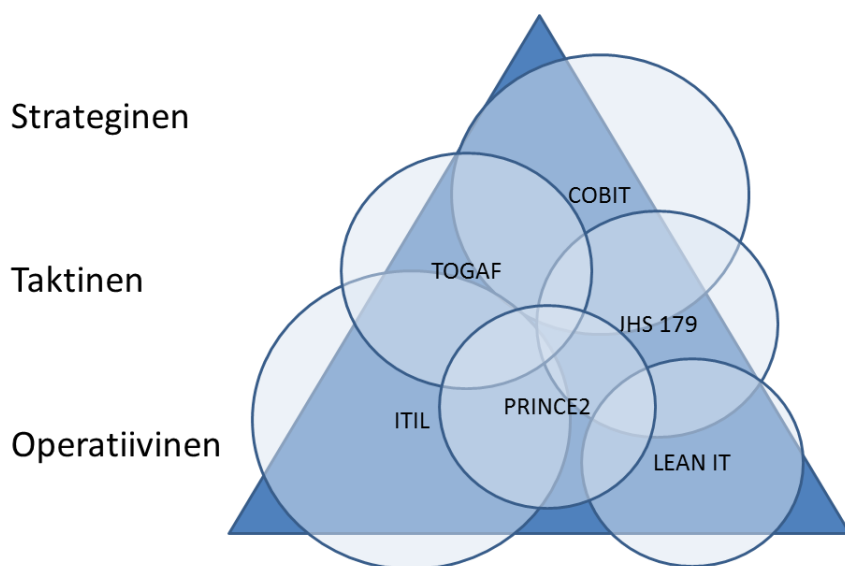 Strateginen
COBIT
Taktinen
TOGAF
JHS 179
Operatiivinen
ITIL
PRINCE2
LEAN IT